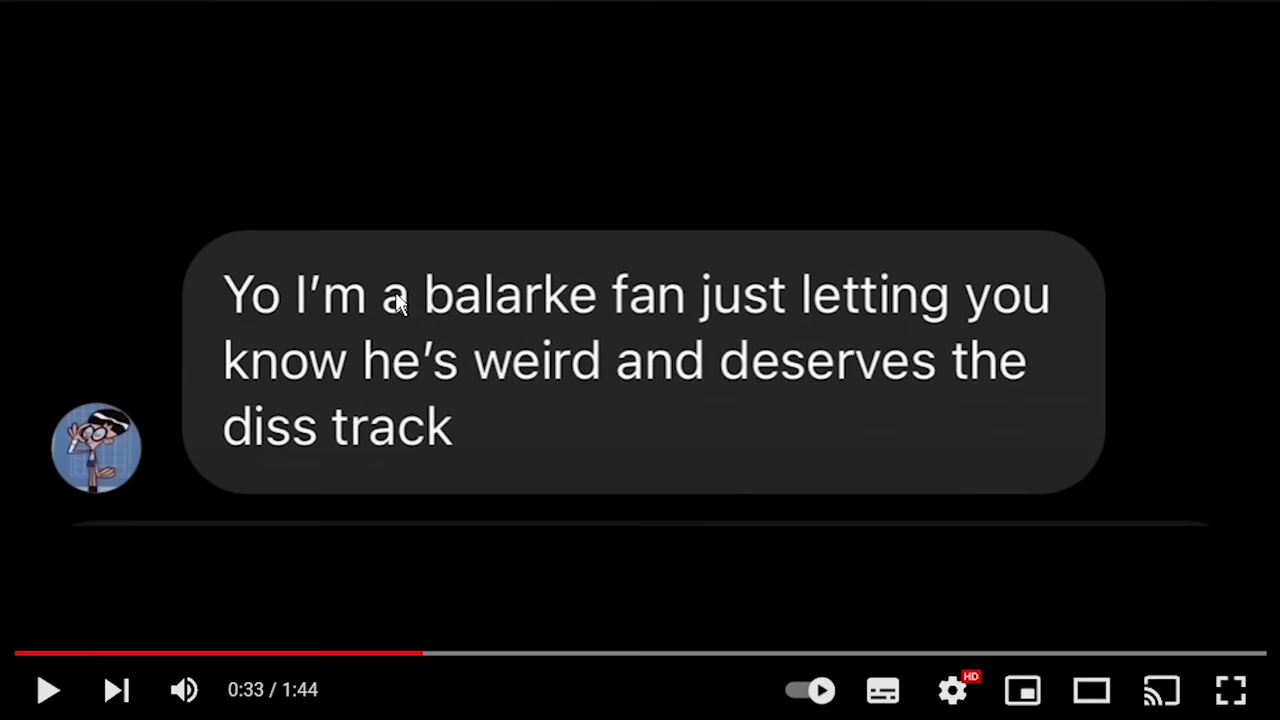 Yo I’m a balarke fan just letting you
know he’s weird and deserves the
diss track
HD
0:33 / 1:44